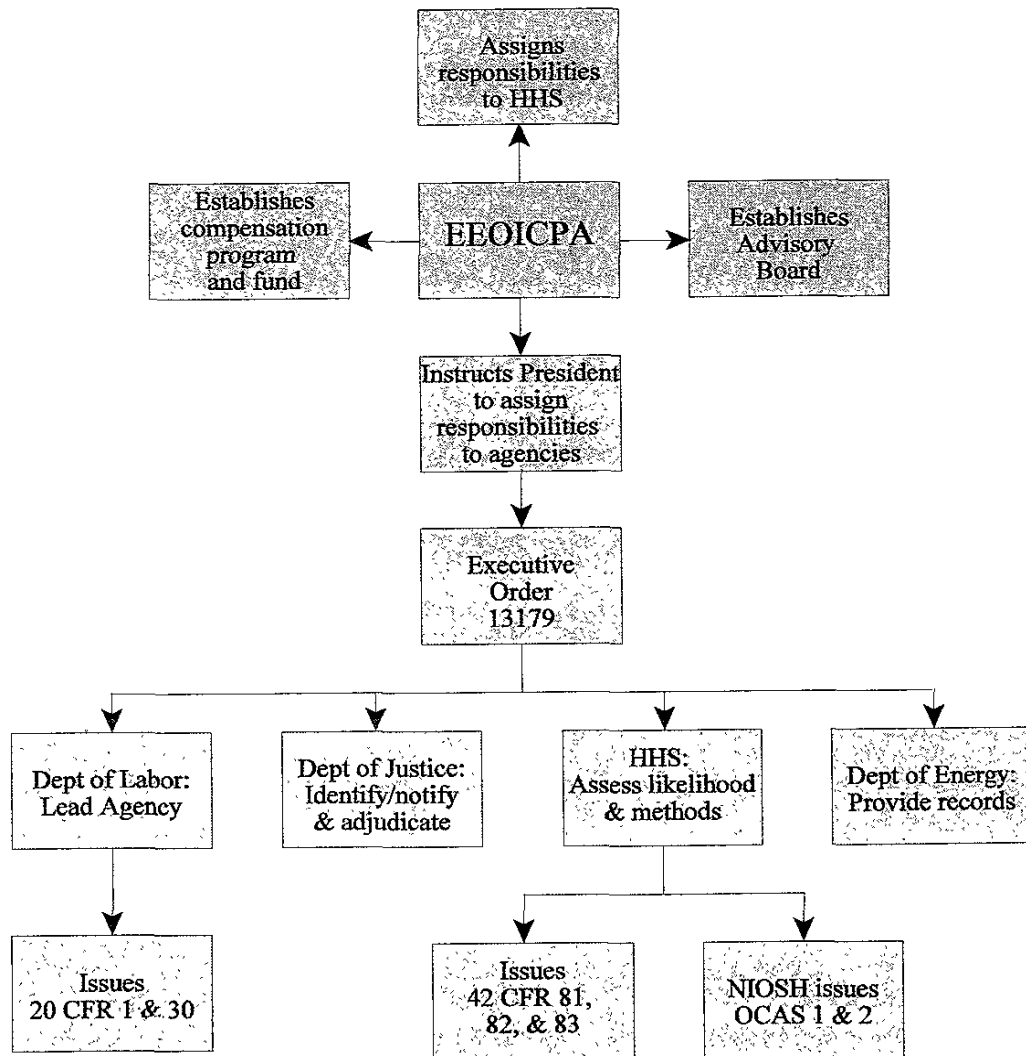 Assigns
responsibilities
to HHS
Establishes
compensation
program
and fund
EEOICPA
Establishes
Advisory
Board
Instructs President
to assign
responsibilities
to agencies
Executive
Order
13179
Dept of Labor:
Lead Agency
Dept of Justice:
Identify/notify
& adjudicate
HHS:
Assess likelihood
& methods
Dept of Energy:
Provide records
Issues
20 CFR 1 & 30
Issues
42 CFR 81,
82, & 83
NIOSH issues
OCAS 1 & 2